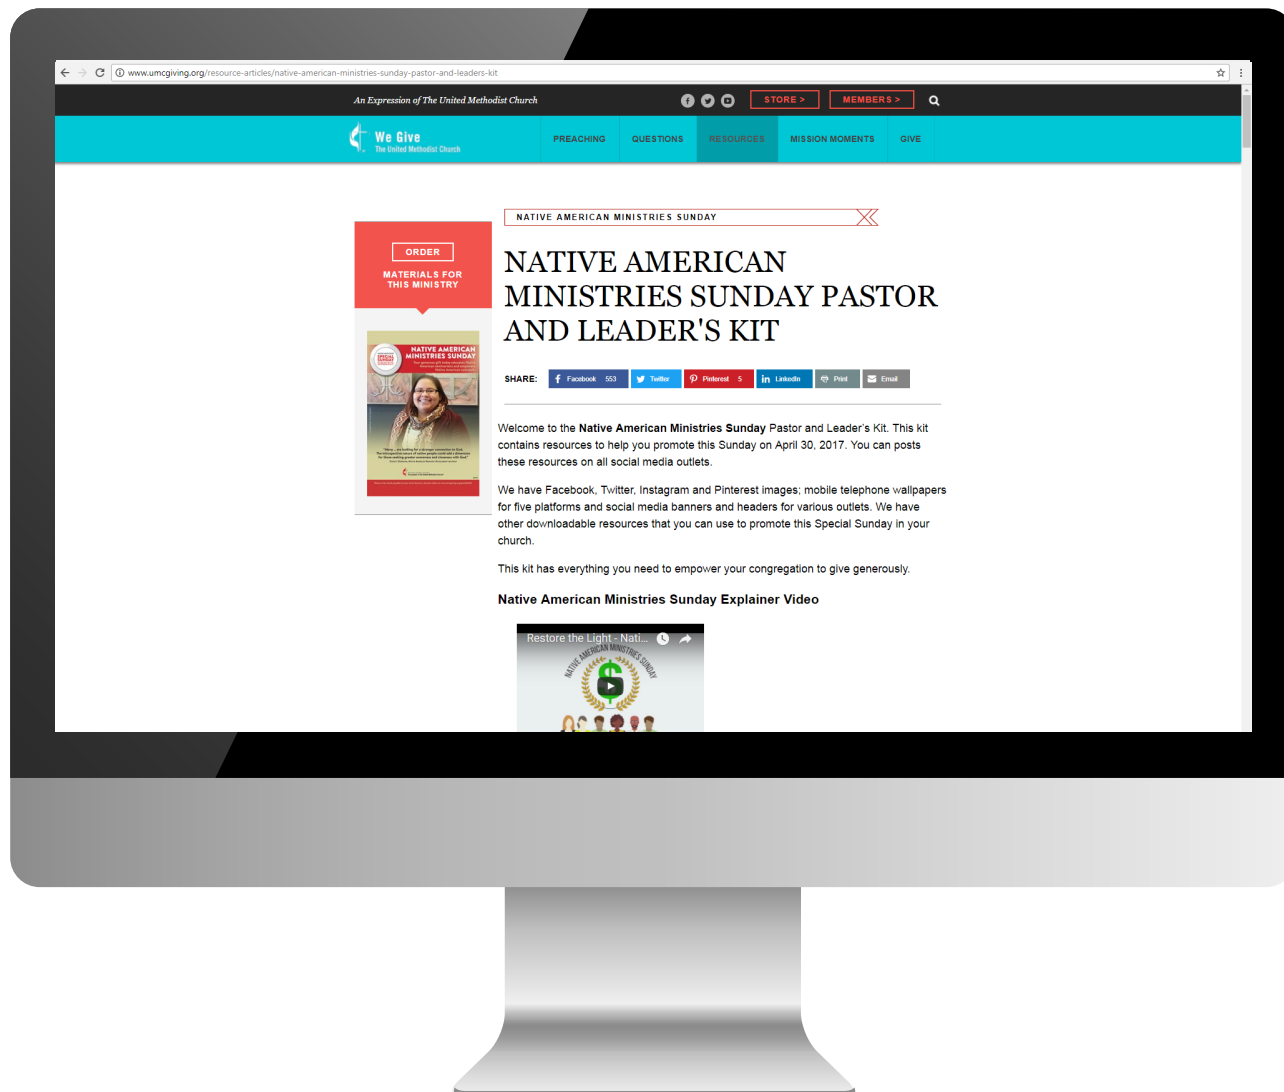 www.umcgiving.org/resource-articles/native-american-ministries-sunday-pastor-and-leaders-kit
An Expression of The United Methodist Church
STORE >
MEMBERS >
We Give
The United Methodist Church
PREACHING
QUESTIONS
RESOURCES
MISSION MOMENTS
GIVE
ORDER
MATERIALS FOR
THIS MINISTRY
SPECIAL
SUNDAY
NATIVE AMERICAN
MINISTRIES SUNDAY
NATIVE AMERICAN MINISTRIES SUNDAY
NATIVE AMERICAN
MINISTRIES SUNDAY PASTOR
AND LEADER'S KIT
SHARE:
Facebook 553
Twitter
Pinterest 5
LinkedIn
Print
Email
Welcome to the Native American Ministries Sunday Pastor and Leader's Kit. This kit
contains resources to help you promote this Sunday on April 30, 2017. You can posts
these resources on all social media outlets.
We have Facebook, Twitter, Instagram and Pinterest images; mobile telephone wallpapers
for five platforms and social media banners and headers for various outlets. We have
other downloadable resources that you can use to promote this Special Sunday in your
church.
This kit has everything you need to empower your congregation to give generously.
Native American Ministries Sunday Explainer Video
Restore the Light - Nati...
NATIVE AMERICAN MINISTRIES SUNDAY